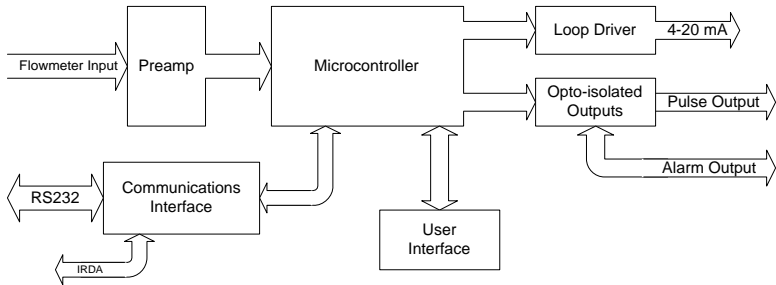 Flowmeter Input
Preamp
Microcontroller
Loop Driver
4-20 mA
Opto-isolated
Outputs
Pulse Output
Alarm Output
RS232
Communications
Interface
IRDA
User
Interface